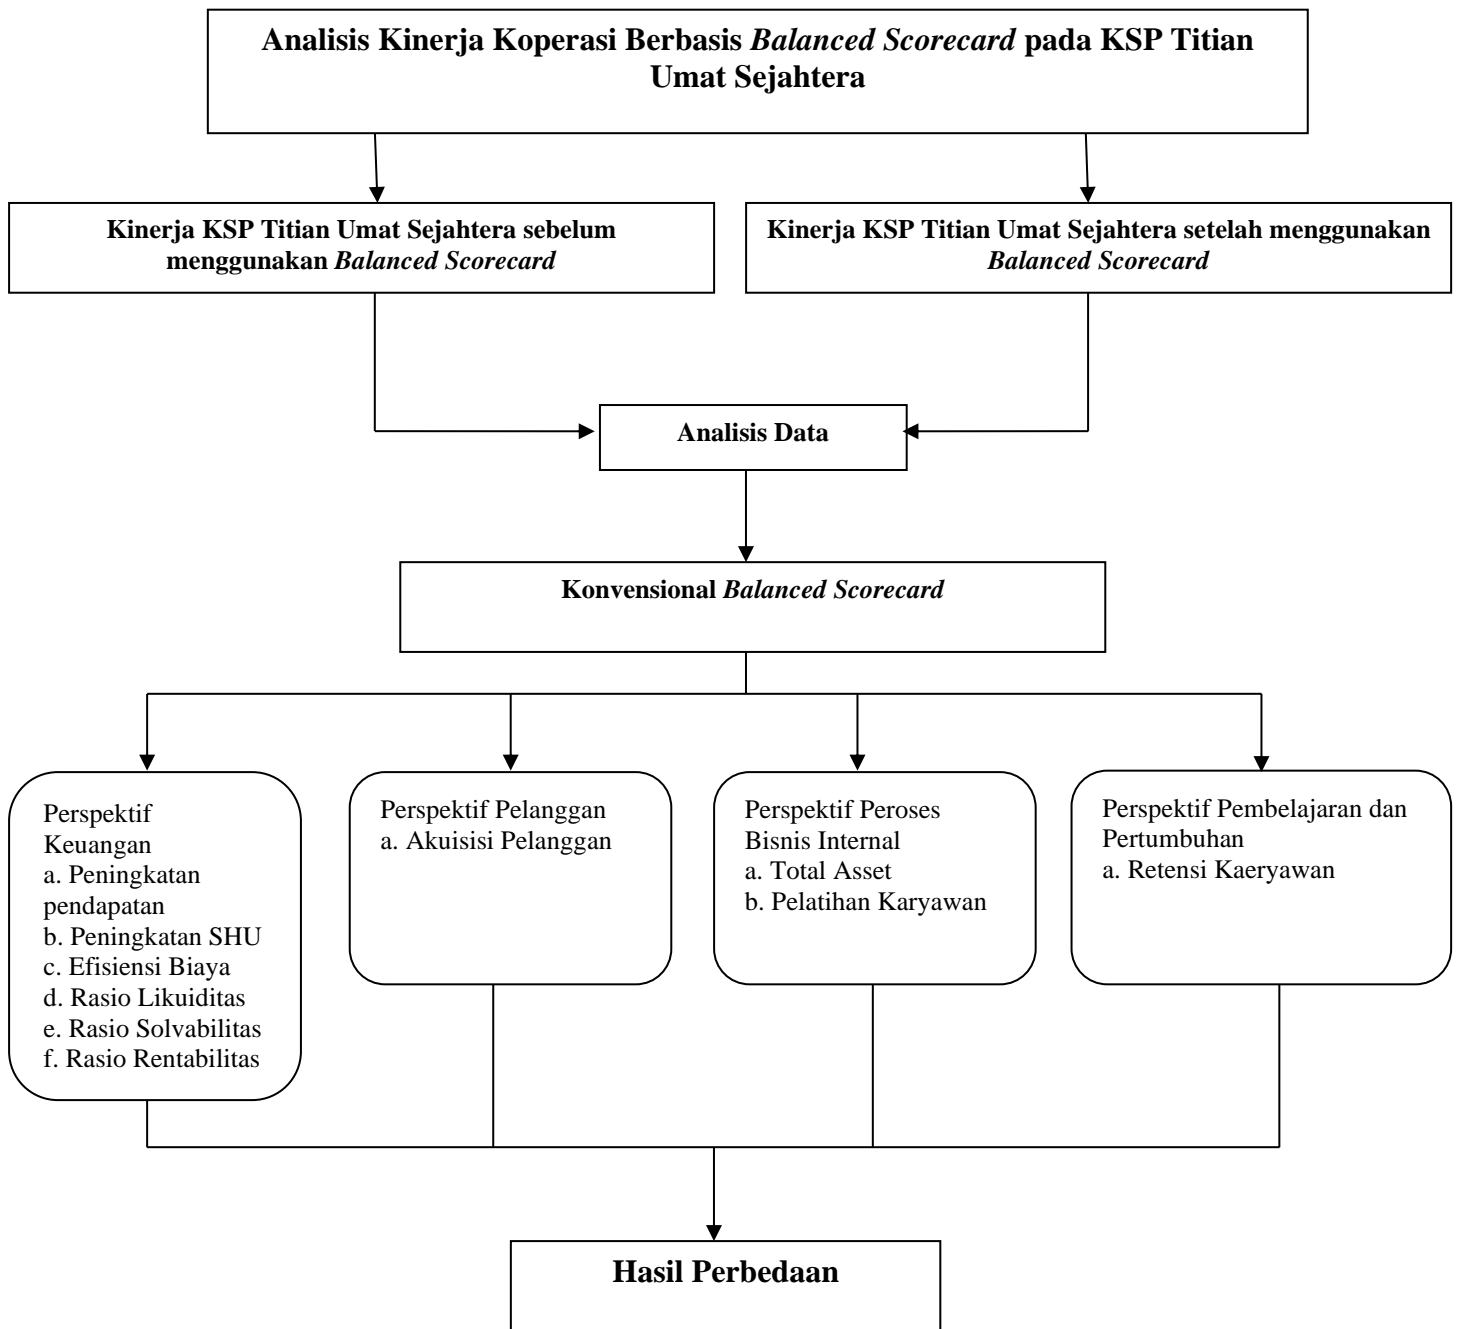 Analisis Kinerja Koperasi Berbasis Balanced Scorecard pada KSP Titian
Umat Sejahtera
Kinerja KSP Titian Umat Sejahtera sebelum
menggunakan Balanced Scorecard
Kinerja KSP Titian Umat Sejahtera setelah menggunakan
Balanced Scorecard
Analisis Data
Konvensional Balanced Scorecard
Perspektif
Keuangan
a. Peningkatan
pendapatan
b. Peningkatan SHU
c. Efisiensi Biaya
d. Rasio Likuiditas
e. Rasio Solvabilitas
f. Rasio Rentabilitas
Perspektif Pelanggan
a. Akuisisi Pelanggan
Perspektif Peroses
Bisnis Internal
a. Total Asset
b. Pelatihan Karyawan
Perspektif Pembelajaran dan
Pertumbuhan
a. Retensi Kaeryawan
Hasil Perbedaan